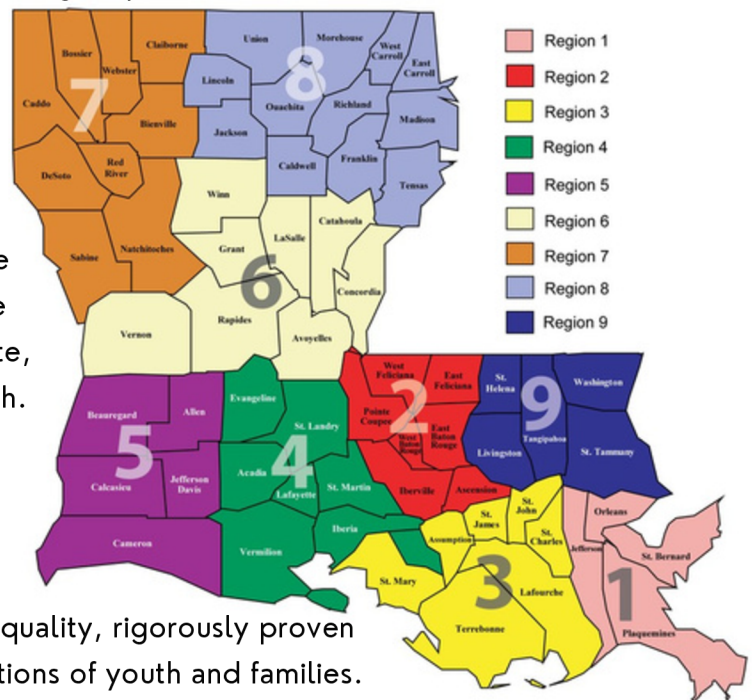 Region 1
Region 2
Region 3
Region 4
Region 5
Region 6
Region 7
Region 8
Region 9
Bossier
Claiborne
Webster
Caddo
7
Bienville
DeSoto
Red
River
Sabine
Natchitoches
Union
Morehouse
West
Carroll
East
Carroll
8
Lincoln
Ouachita
Richland
Madison
Jackson
Caldwell
Franklin
Tensas
Winn
Catahoula
Grant
LaSalle
6
Concordia
Rapides
Vernon
Avoyelles
e
e
te,
h.
Beauregard
Allen
5
Calcasieu
Jefferson
Davis
Cameron
Evangeline
St. Landry
4
Acadia
Lafayette
St. Martin
Iberia
Vermilion
West
Feliciana
East
Feliciana
2
Pointe
Coupee
West
Baton
Rouge
East
Baton
Rouge
Iberville
Ascension
St.
Helena
Washington
9
Tangipahoa
Livingston
St. Tammany
St.
James
St.
John
Assumption
St.
Charles
3
St. Mary
Lafourche
Terrebonne
Orleans
Jefferson
St. Bernard
1
Plaquemines
quality, rigorously proven
tions of youth and families.